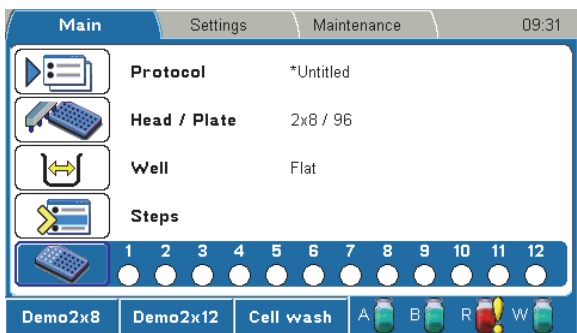 Main Settings Maintenance 09:31
Protocol *Untitled
Head / Plate 2x8 / 96
Well Flat
Steps
1 2 3 4 5 6 7 8 9 10 11 12
Demo2x8 Demo2x12 Cell wash A B R W